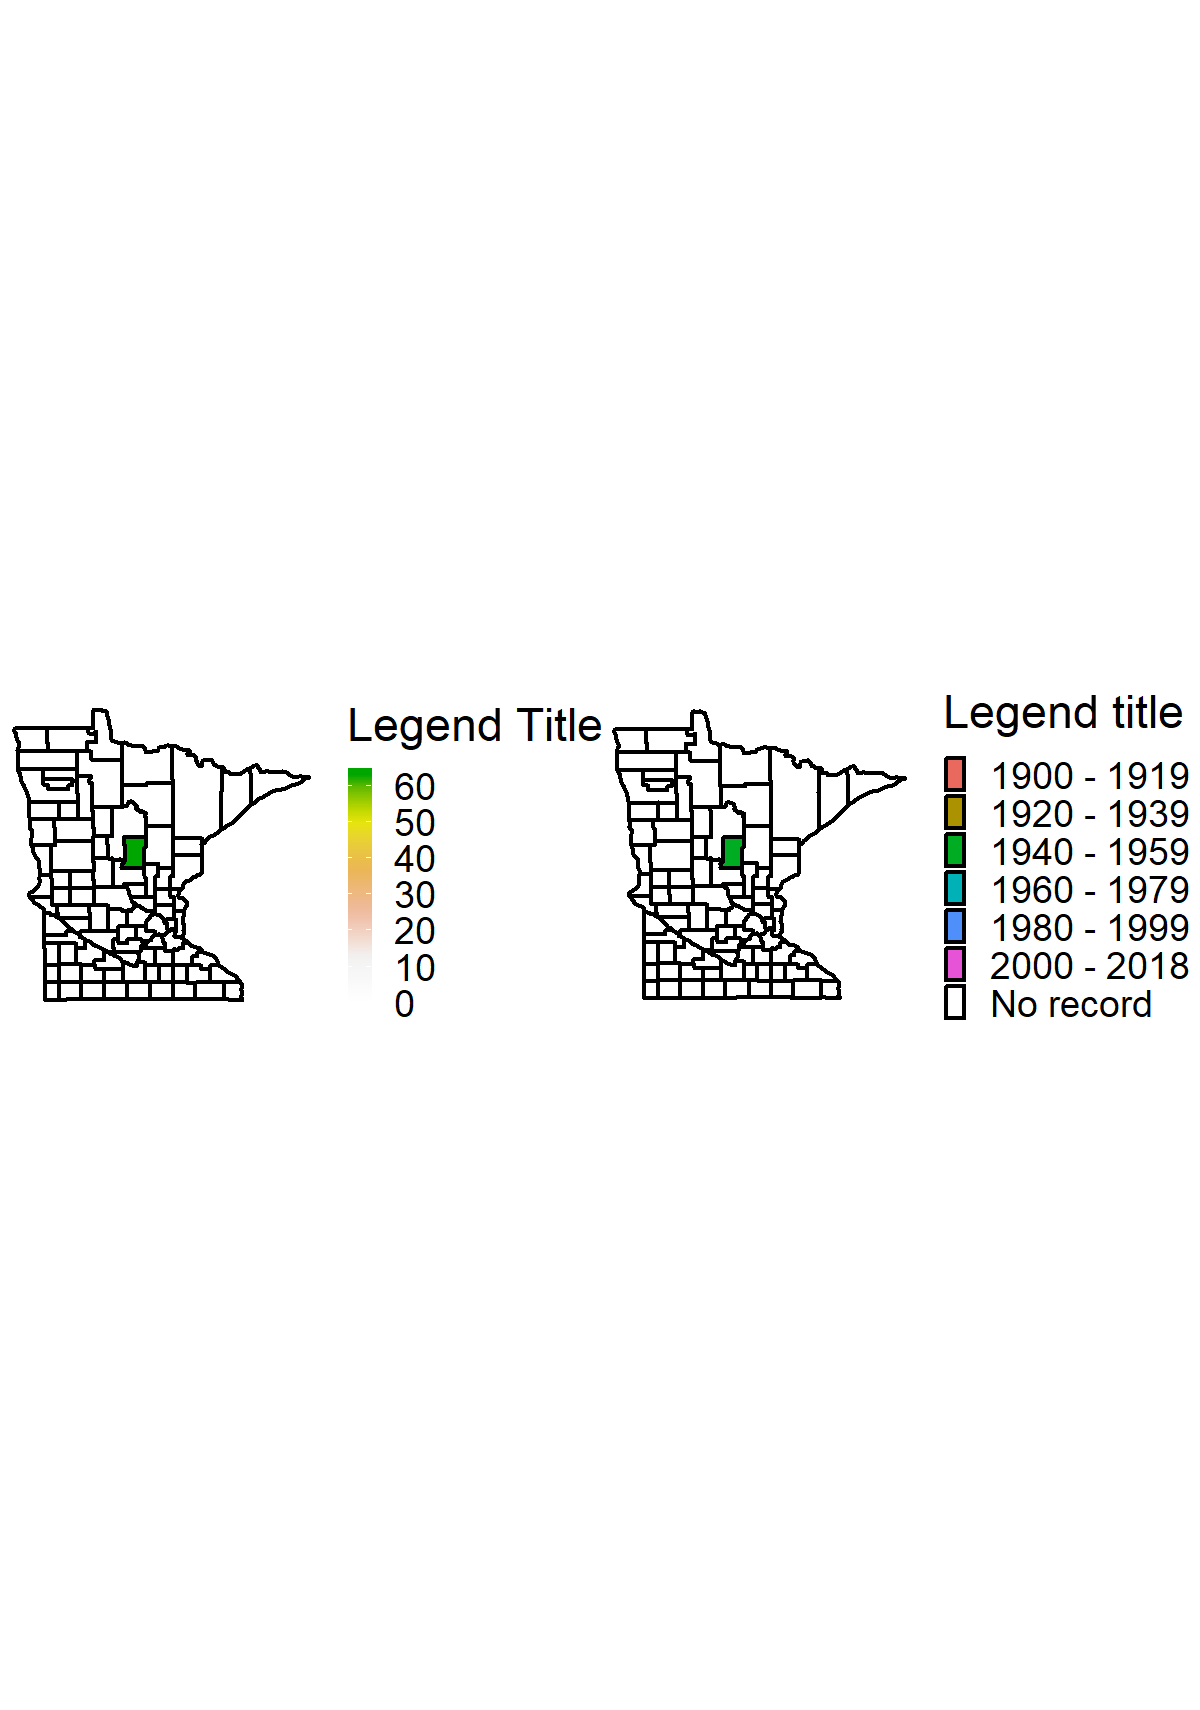 Legend Title
60
50
40
30
20
10
0
Legend title
1900 - 1919
1920 - 1939
1940 - 1959
1960 - 1979
1980 - 1999
2000 - 2018
No record